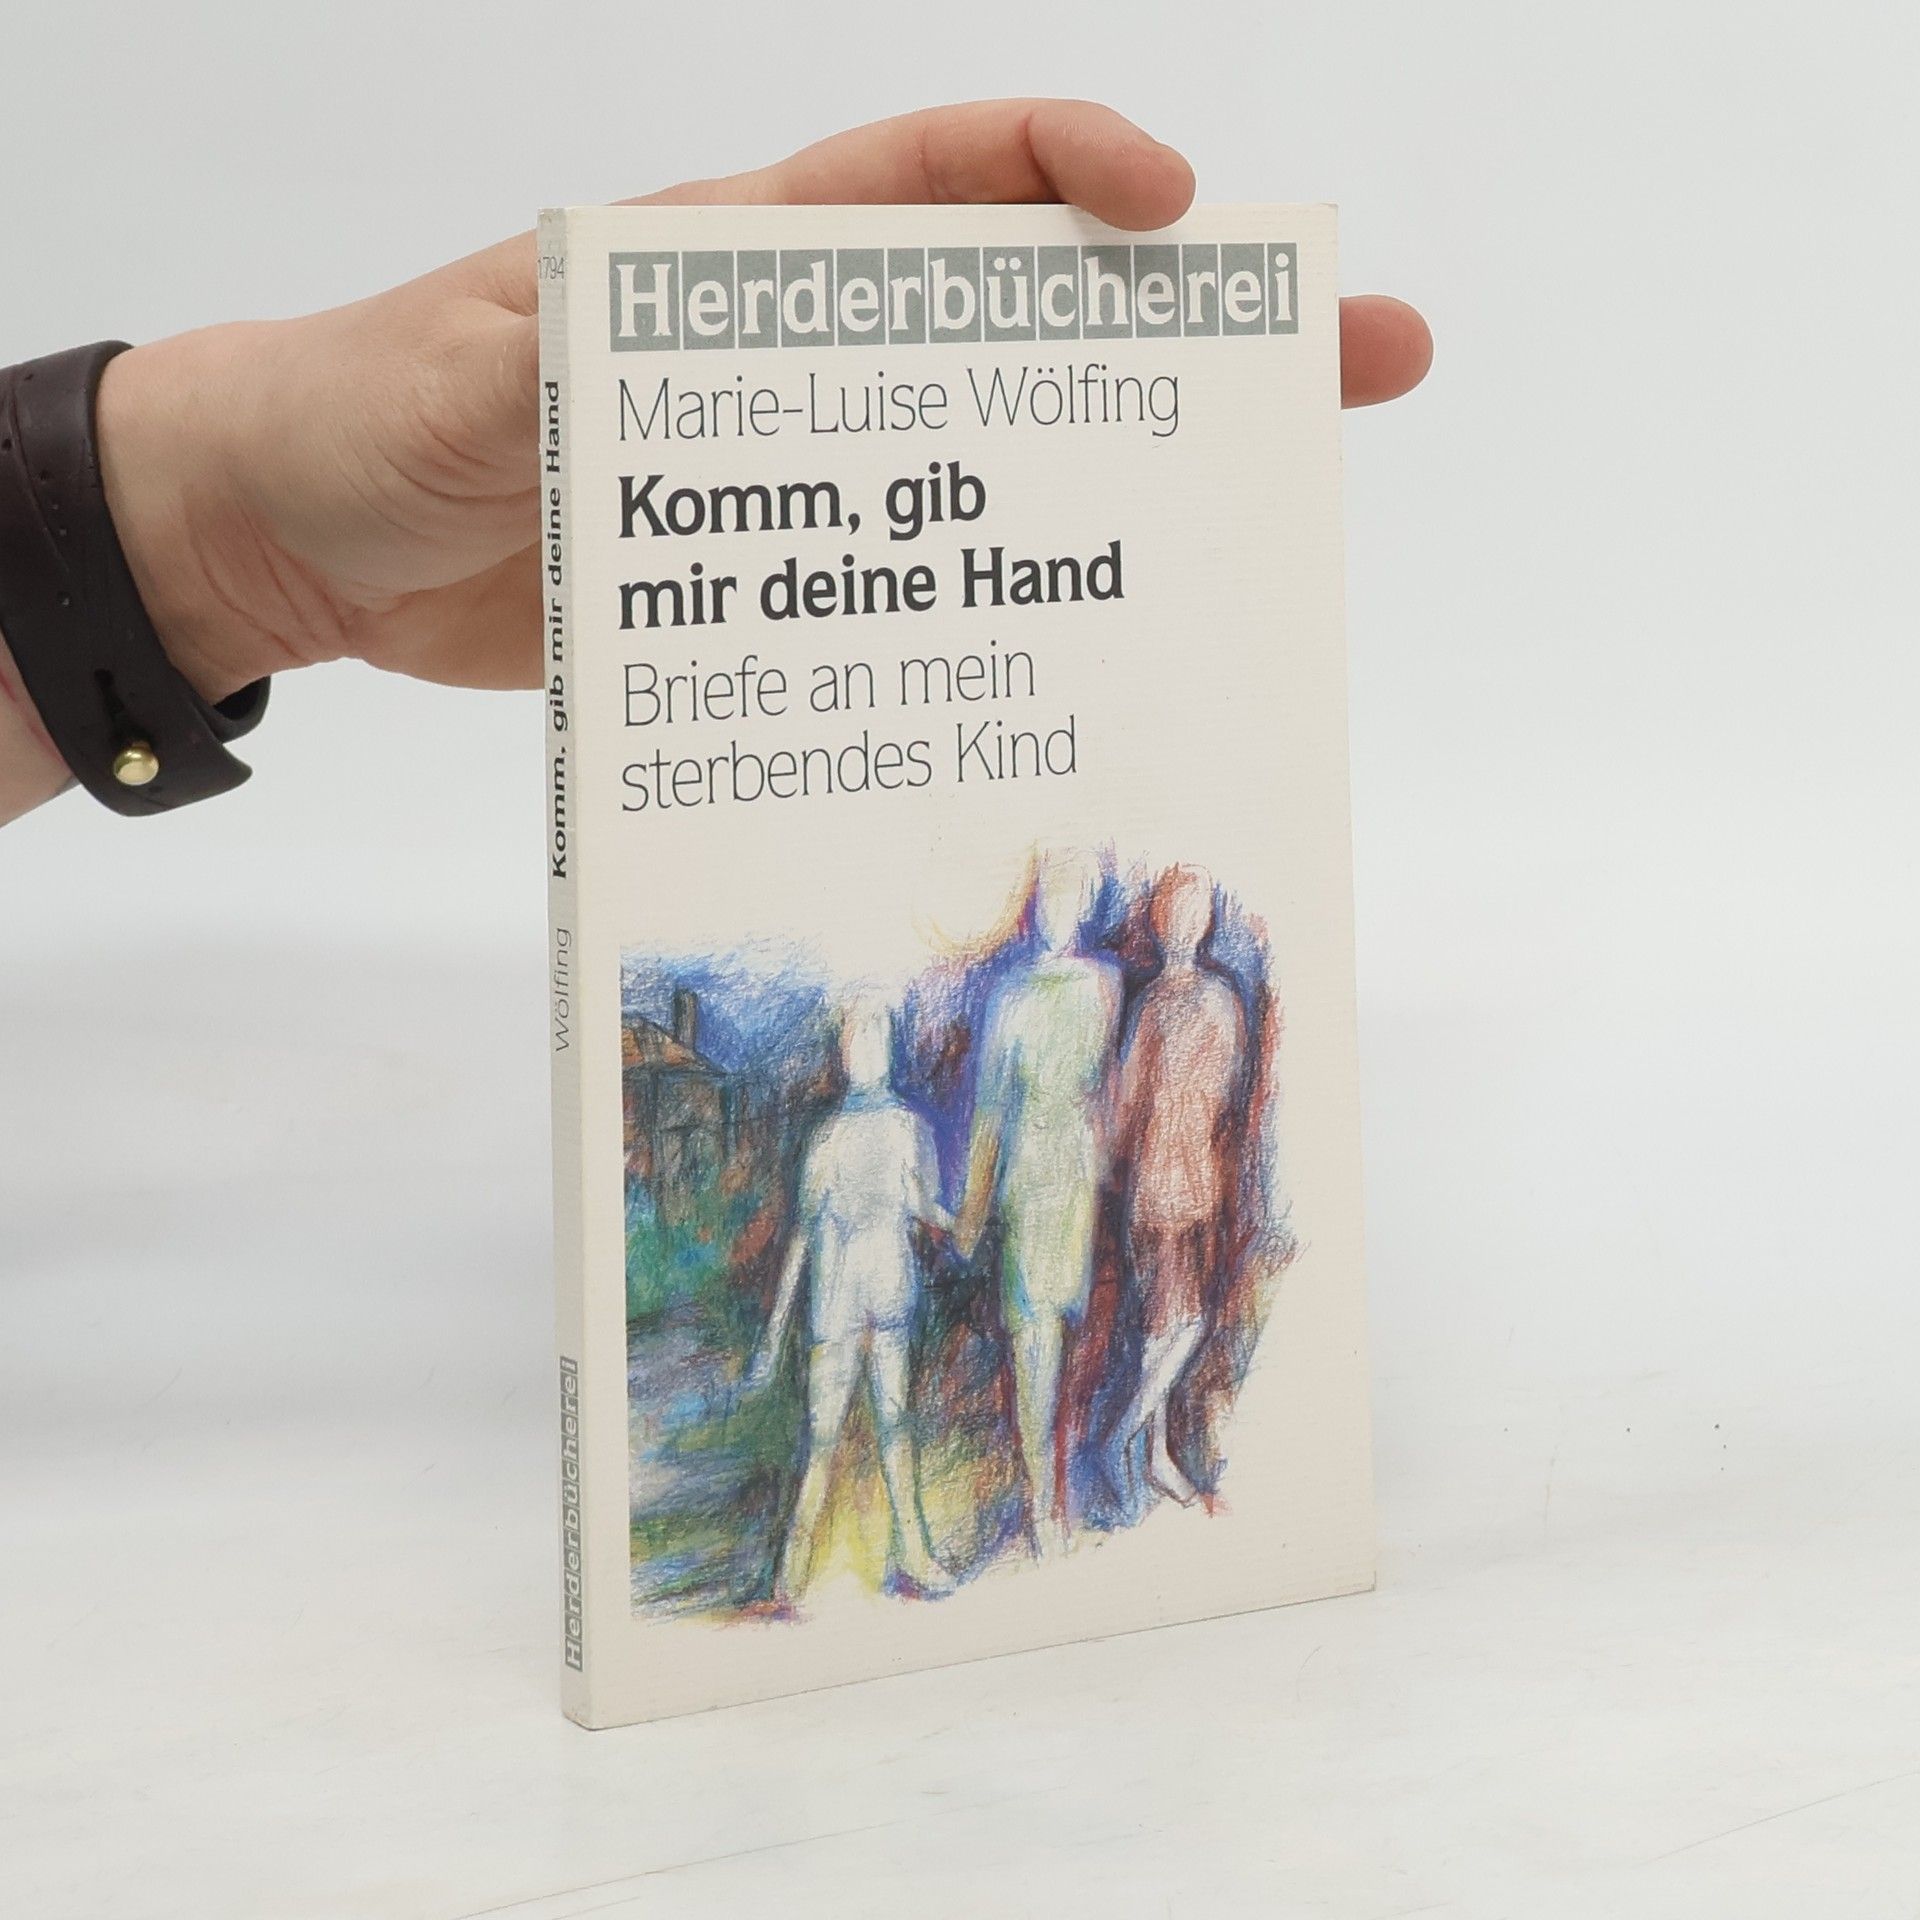 Herderbücherei
Marie-Luise Wölfing
Komm, gib
mir deine Hand
Briefe an mein
sterbendes Kind
1794
Wölfing Komm, gib mir deine Hand
Herderbücherei